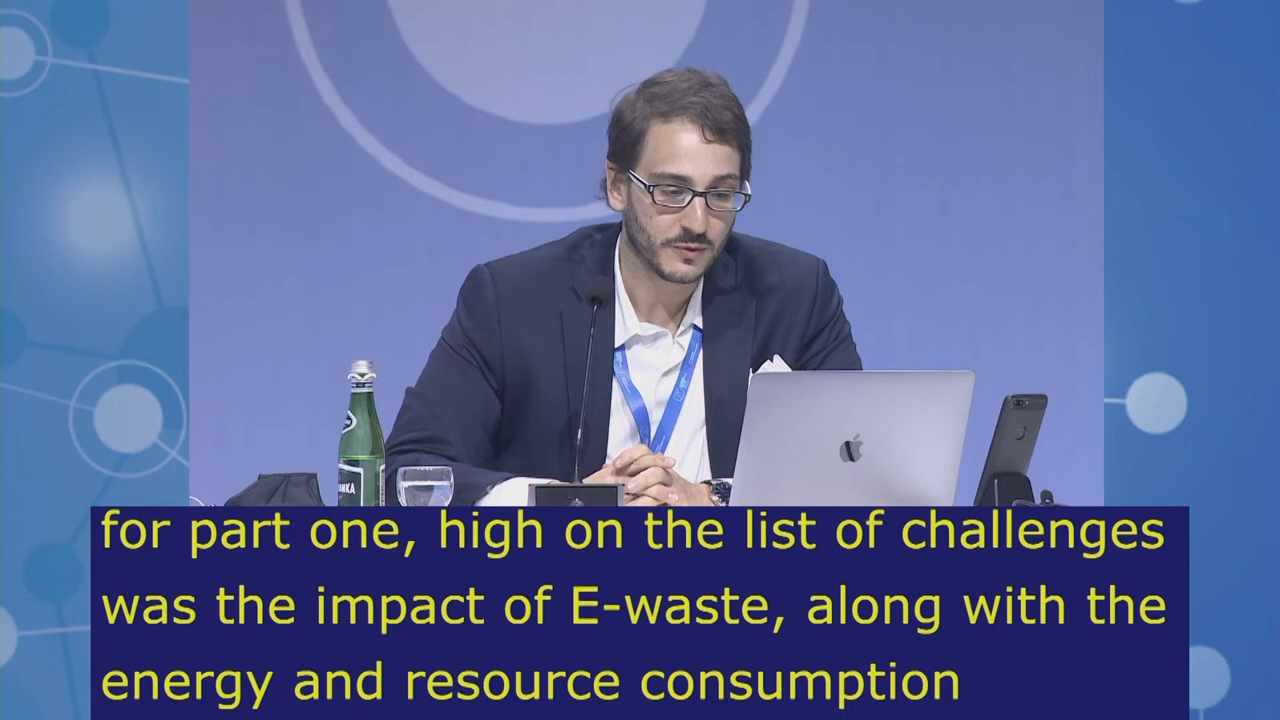 NKA
for part one, high on the list of challenges
was the impact of E-waste, along with the
energy and resource consumption